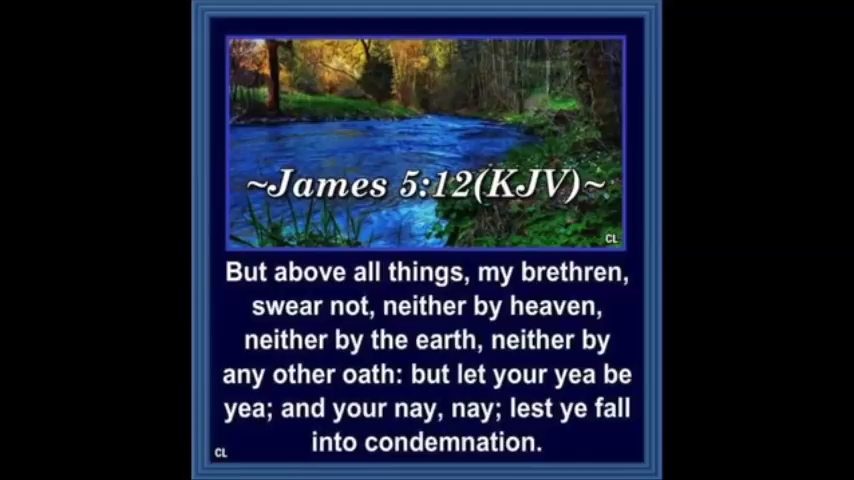 ~James 5:12(KJV)~
CL
But above all things, my brethren,
swear not, neither by heaven,
neither by the earth, neither by
any other oath: but let your yea be
yea; and your nay, nay; lest ye fall
into condemnation.
CL